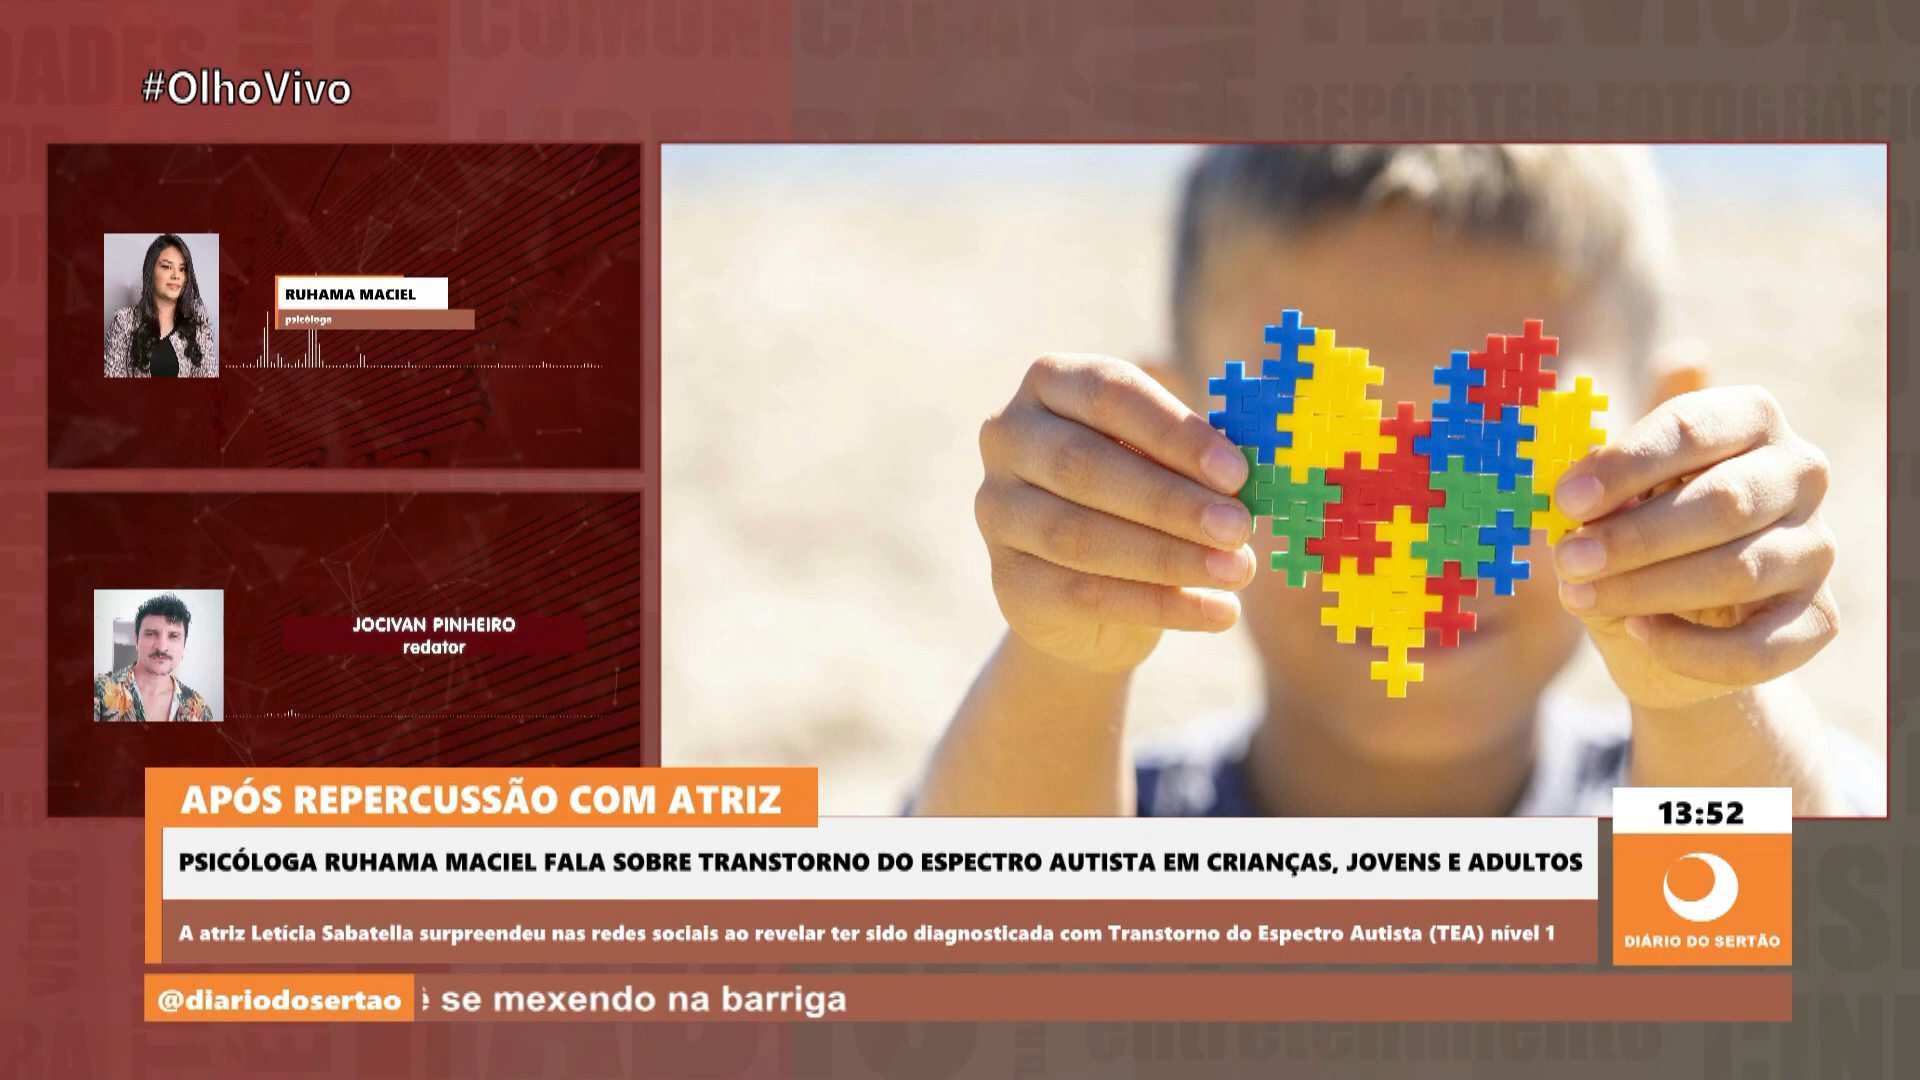 #OlhoVivo
RUHAMA MACIEL
psicóloga
JOCIVAN PINHEIRO
redator
APÓS REPERCUSSÃO COM ATRIZ
PSICÓLOGA RUHAMA MACIEL FALA SOBRE TRANSTORNO DO ESPECTRO AUTISTA EM CRIANÇAS, JOVENS E ADULTOS
A atriz Letícia Sabatella surpreendeu nas redes sociais ao revelar ter sido diagnosticada com Transtorno do Espectro Autista (TEA) nível 1
13:52
DIÁRIO DO SERTÃO
@diariodosertao
se mexendo na barriga